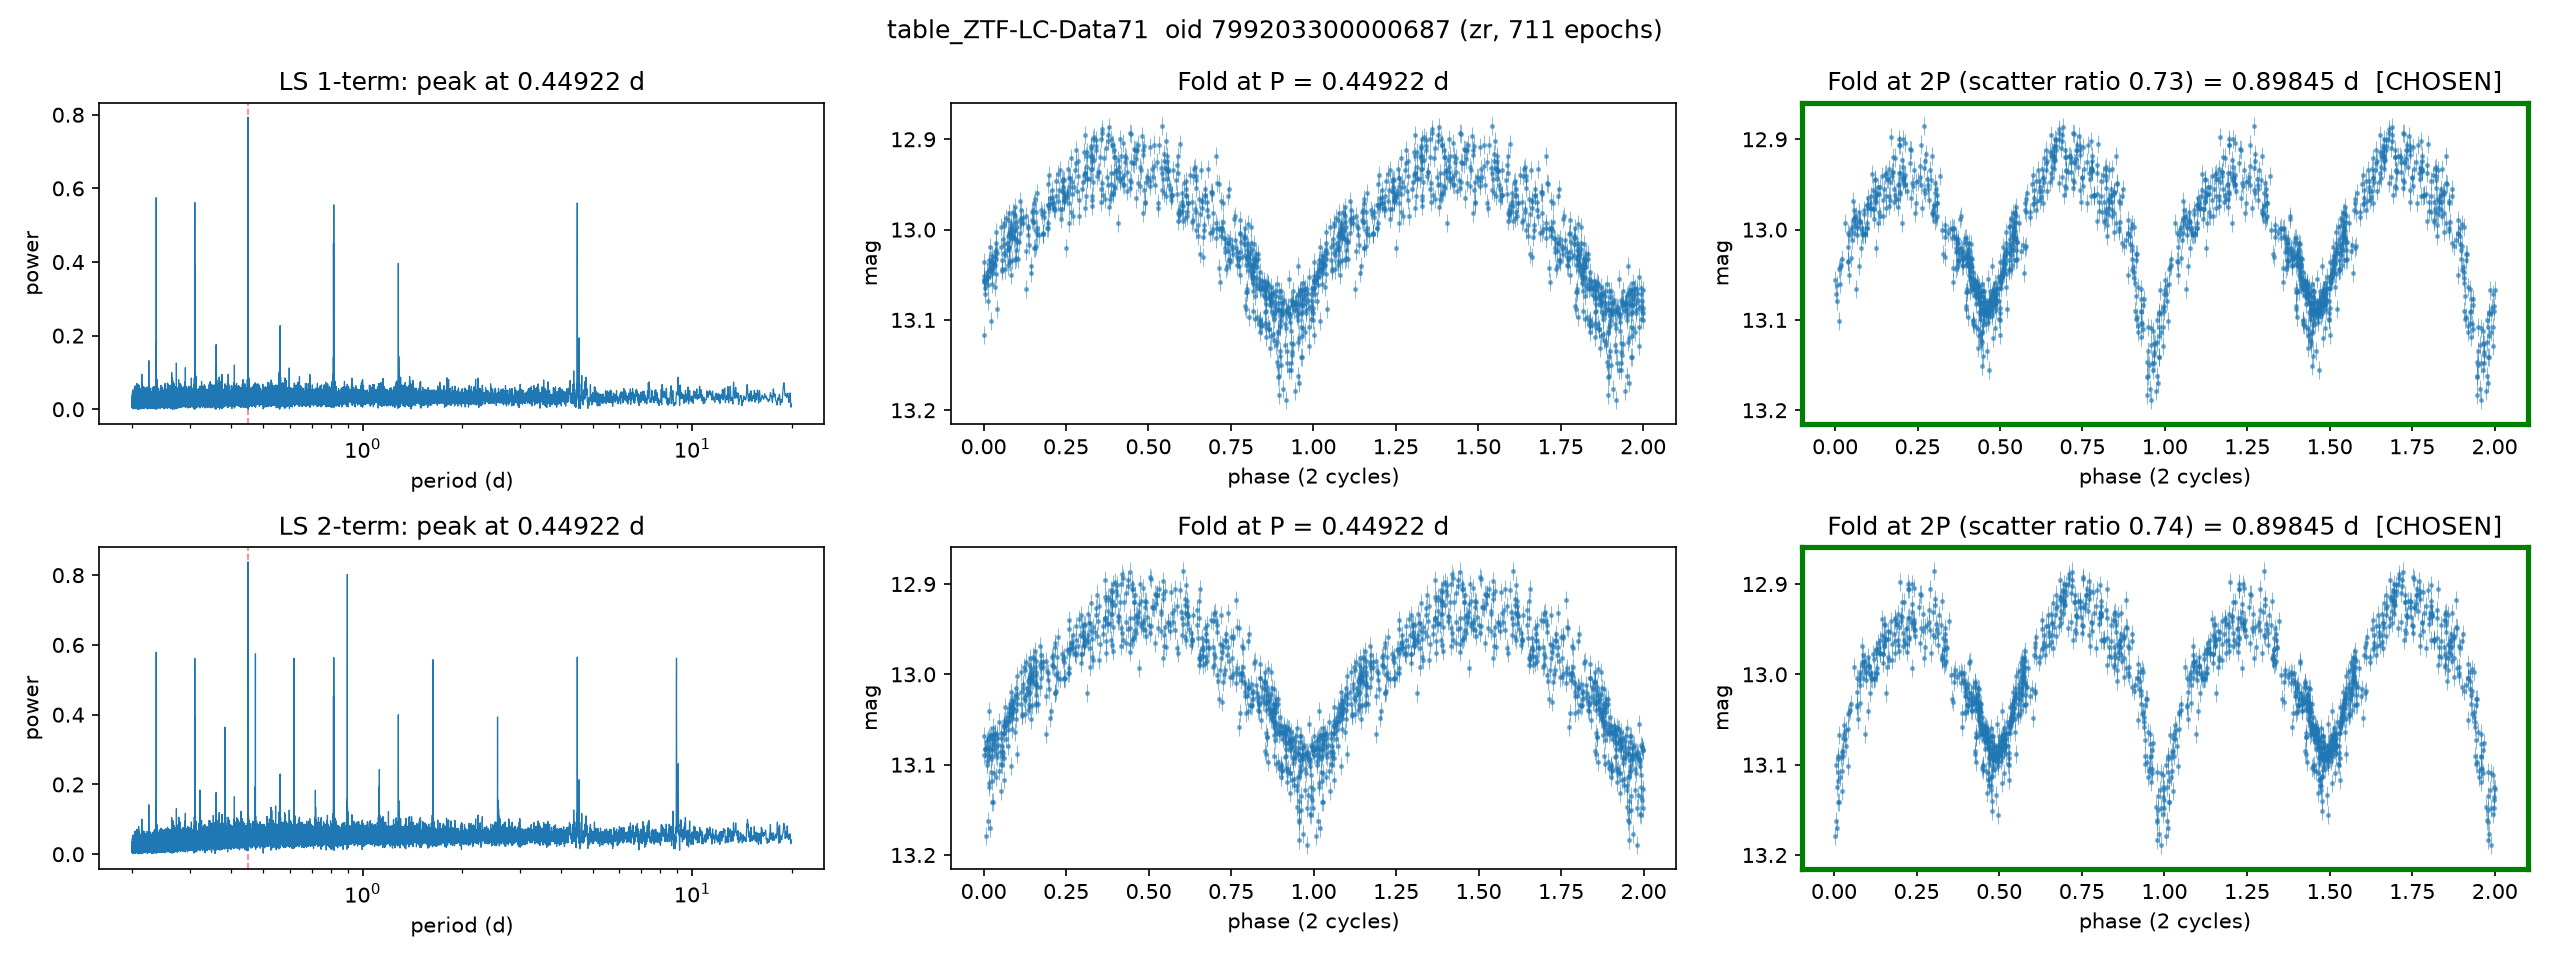 table_ZTF-LC-Data71  oid 799203300000687 (zr, 711 epochs)
LS 1-term: peak at 0.44922 d
0.8
0.6
0.4
0.2
0.0
power
10⁰
10¹
period (d)
Fold at P = 0.44922 d
12.9
13.0
13.1
13.2
mag
0.00 0.25 0.50 0.75 1.00 1.25 1.50 1.75 2.00
phase (2 cycles)
Fold at 2P (scatter ratio 0.73) = 0.89845 d  [CHOSEN]
12.9
13.0
13.1
13.2
mag
0.00 0.25 0.50 0.75 1.00 1.25 1.50 1.75 2.00
phase (2 cycles)
LS 2-term: peak at 0.44922 d
0.8
0.6
0.4
0.2
0.0
power
10⁰
10¹
period (d)
Fold at P = 0.44922 d
12.9
13.0
13.1
13.2
mag
0.00 0.25 0.50 0.75 1.00 1.25 1.50 1.75 2.00
phase (2 cycles)
Fold at 2P (scatter ratio 0.74) = 0.89845 d  [CHOSEN]
12.9
13.0
13.1
13.2
mag
0.00 0.25 0.50 0.75 1.00 1.25 1.50 1.75 2.00
phase (2 cycles)